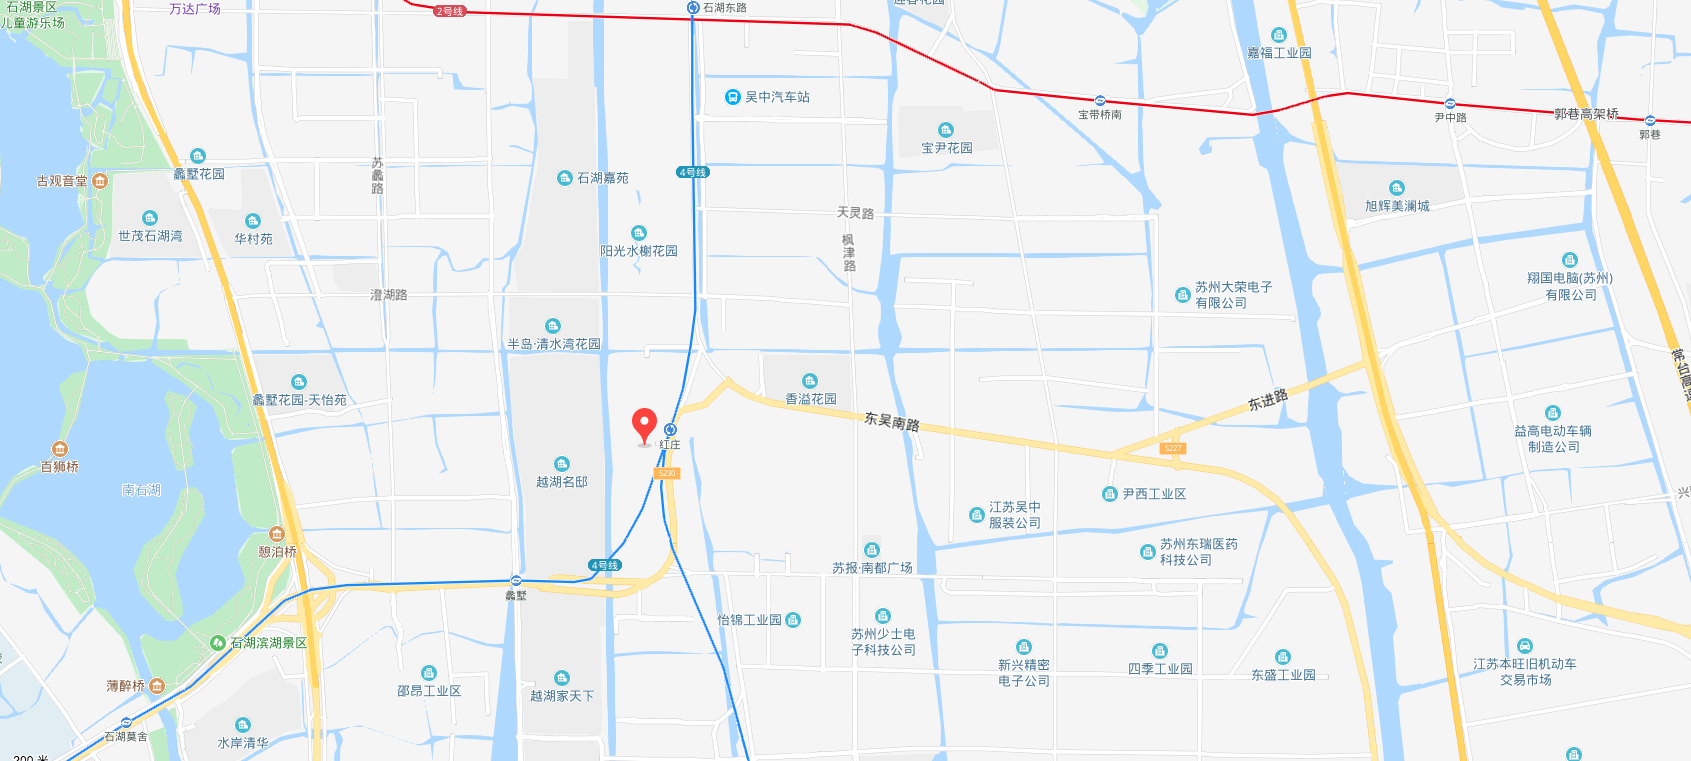 石湖景区
儿童游乐场
万达广场
2号线
石湖东路
嘉福工业园
吴中汽车站
宝带桥南
尹中路
郭巷高架桥
郭巷
宝尹花园
蠡墅花园
苏蠡路
古观音堂
4号线
石湖嘉苑
旭辉美澜城
世茂石湖湾
华村苑
天灵路
枫津路
阳光水榭花园
翔国电脑(苏州)
有限公司
澄湖路
苏州大荣电子
有限公司
半岛·清水湾花园
常台高速
蠡墅花园-天怡苑
香溢花园
东吴南路
东进路
红庄
益高电动车辆
制造公司
S227
S230
百狮桥
南石湖
越湖名邸
尹西工业区
江苏吴中
服装公司
憩泊桥
苏州东瑞医药
科技公司
4号线
苏报·南都广场
蠡墅
怡锦工业园
苏州少士电
子科技公司
石湖滨湖景区
新兴精密
电子公司
四季工业园
东盛工业园
江苏本旺旧机动车
交易市场
薄醉桥
邵昂工业区
越湖家天下
石湖莫舍
水岸清华
200 米